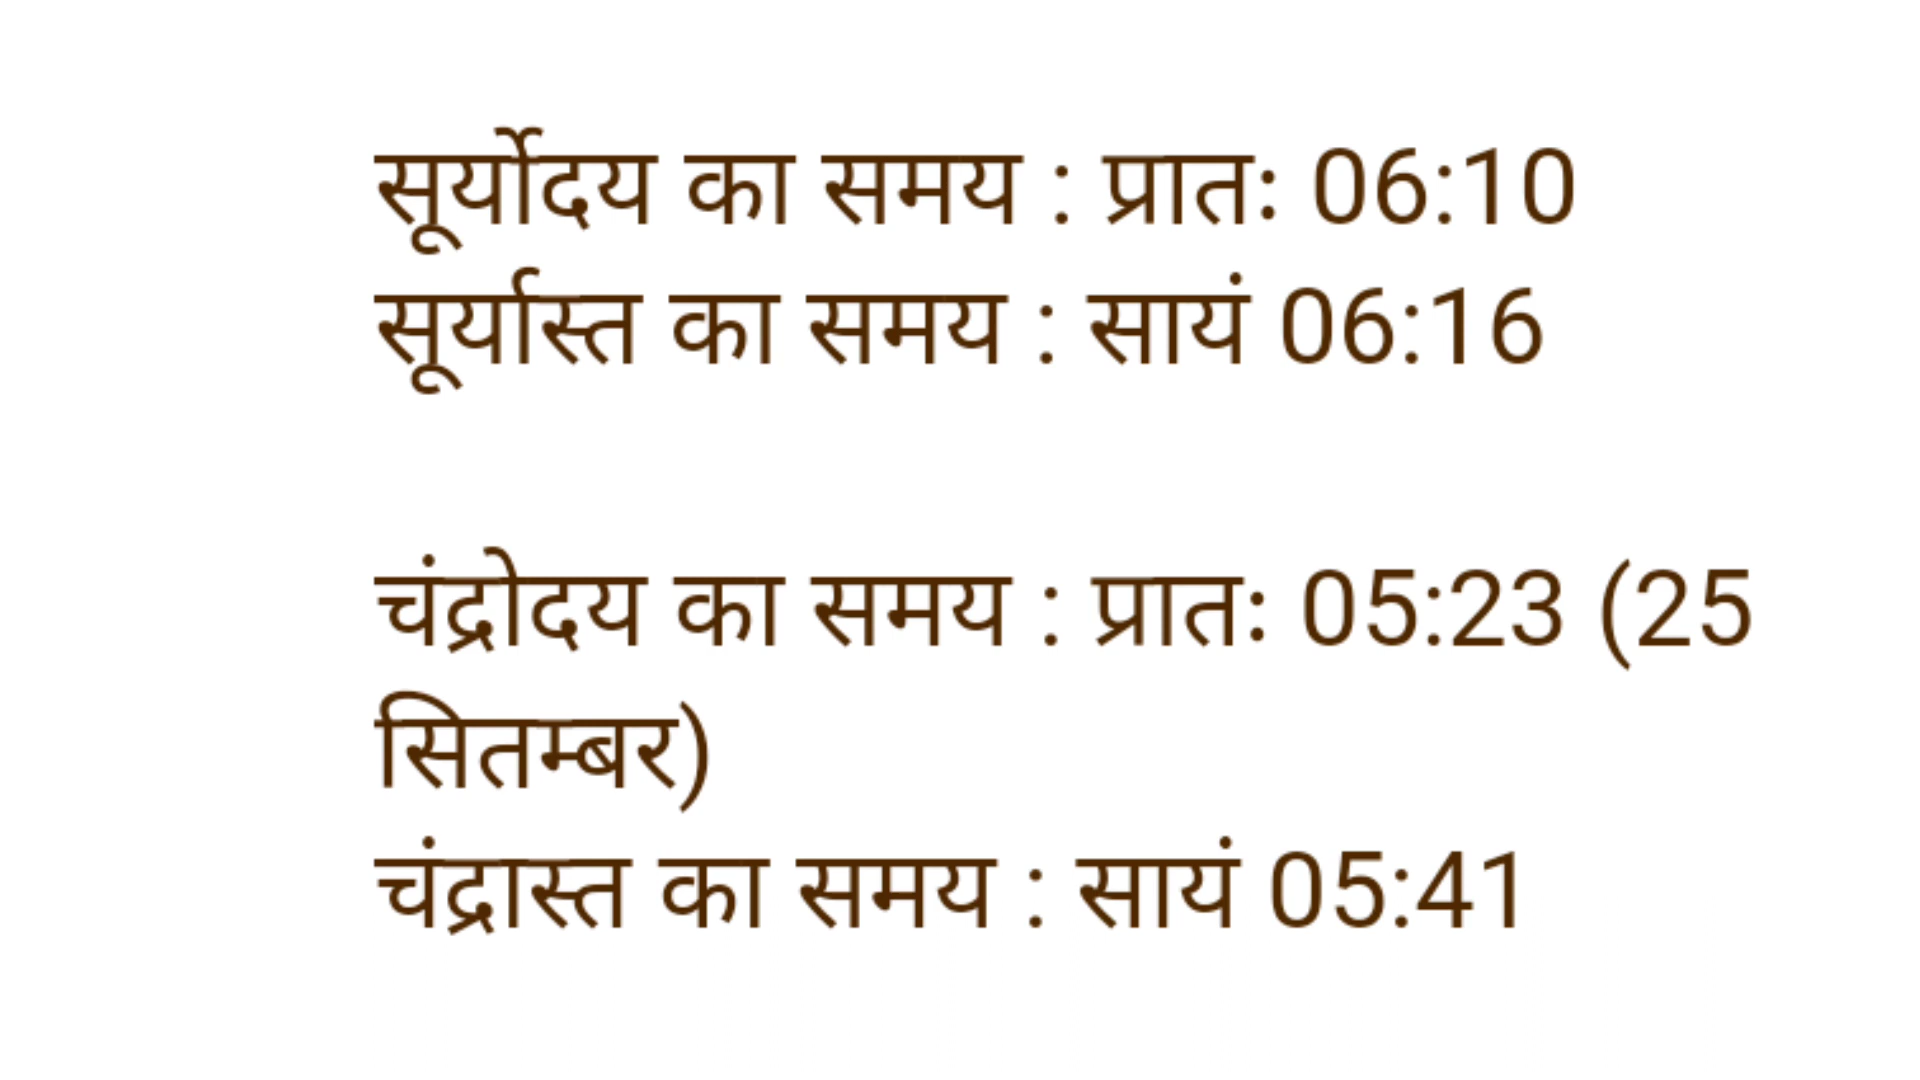 सूर्योदय का समय : प्रातः 06:10
सूर्यास्त का समय : सायं 06:16
चंद्रोदय का समय : प्रातः 05:23 (25
सितम्बर)
चंद्रास्त का समय : सायं 05:41